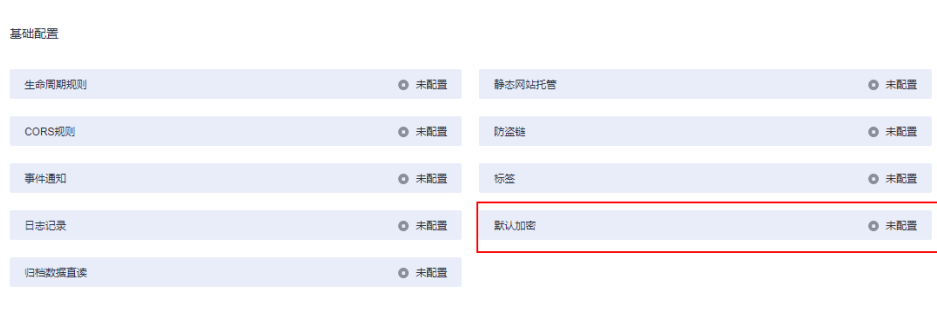 基础配置
生命周期规则 未配置 静态网站托管 未配置
CORS规则 未配置 防盗链 未配置
事件通知 未配置 标签 未配置
日志记录 未配置 默认加密 未配置
归档数据直读 未配置